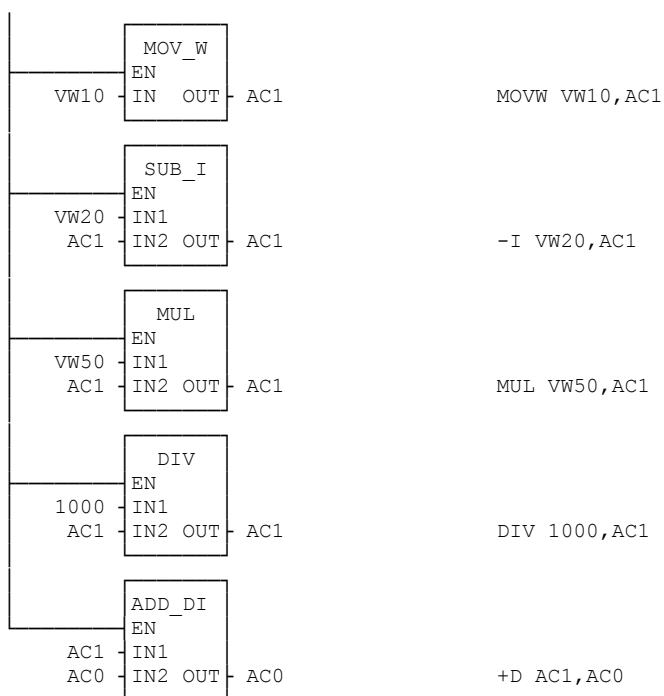 MOV_W
EN
VW10 IN OUT AC1 MOVW VW10,AC1
SUB_I
EN
VW20 IN1
AC1 IN2 OUT AC1 -I VW20,AC1
MUL
EN
VW50 IN1
AC1 IN2 OUT AC1 MUL VW50,AC1
DIV
EN
1000 IN1
AC1 IN2 OUT AC1 DIV 1000,AC1
ADD_DI
EN
AC1 IN1
AC0 IN2 OUT AC0 +D AC1,AC0